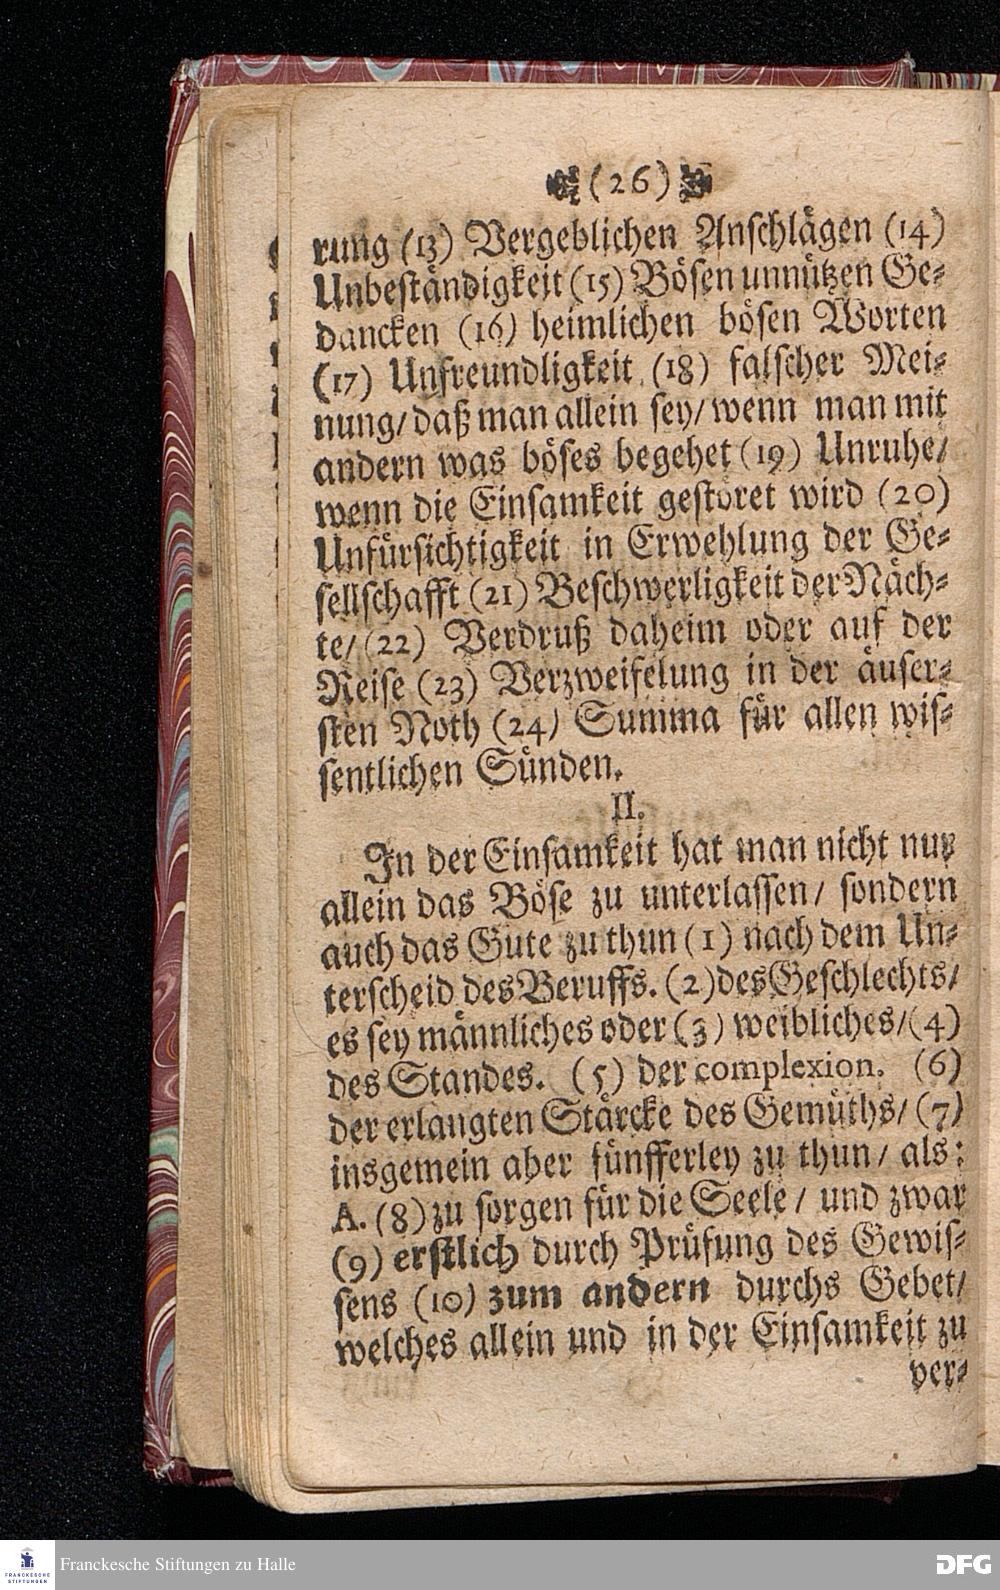 (26)
rung (13) Vergeblichen Anschlägen (14)
Unbeständigkeit (15) Bösen unnützen Ge-
dancken (16) heimlichen bösen Worten
(17) Unfreundligkeit (18) falscher Mei-
nung/ daß man allein sey/ wenn man mit
andern was böses begehet (19) Unruhe/
wenn die Einsamkeit gestöret wird (20)
Unfürsichtigkeit in Erwehlung der Ge-
sellschafft (21) Beschwerligkeit der Näch-
te/ (22) Verdruß daheim oder auf der
Reise (23) Verzweifelung in der äuser-
sten Noth (24) Summa für allen wis-
sentlichen Sünden.
II.
In der Einsamkeit hat man nicht nur
allein das Böse zu unterlassen/ sondern
auch das Gute zu thun (1) nach dem Un-
terscheid des Beruffs. (2) des Geschlechts/
es sey männliches oder (3) weibliches/ (4)
des Standes. (5) der complexion. (6)
der erlangten Stärcke des Gemüths/ (7)
insgemein aber fünfferley zu thun/ als:
A. (8) zu sorgen für die Seele/ und zwar
(9) erstlich durch Prüfung des Gewis-
sens (10) zum andern durchs Gebet/
welches allein und in der Einsamkeit zu
ver-
FRANCKESCHE
STIFTUNGEN
Franckesche Stiftungen zu Halle
DFG